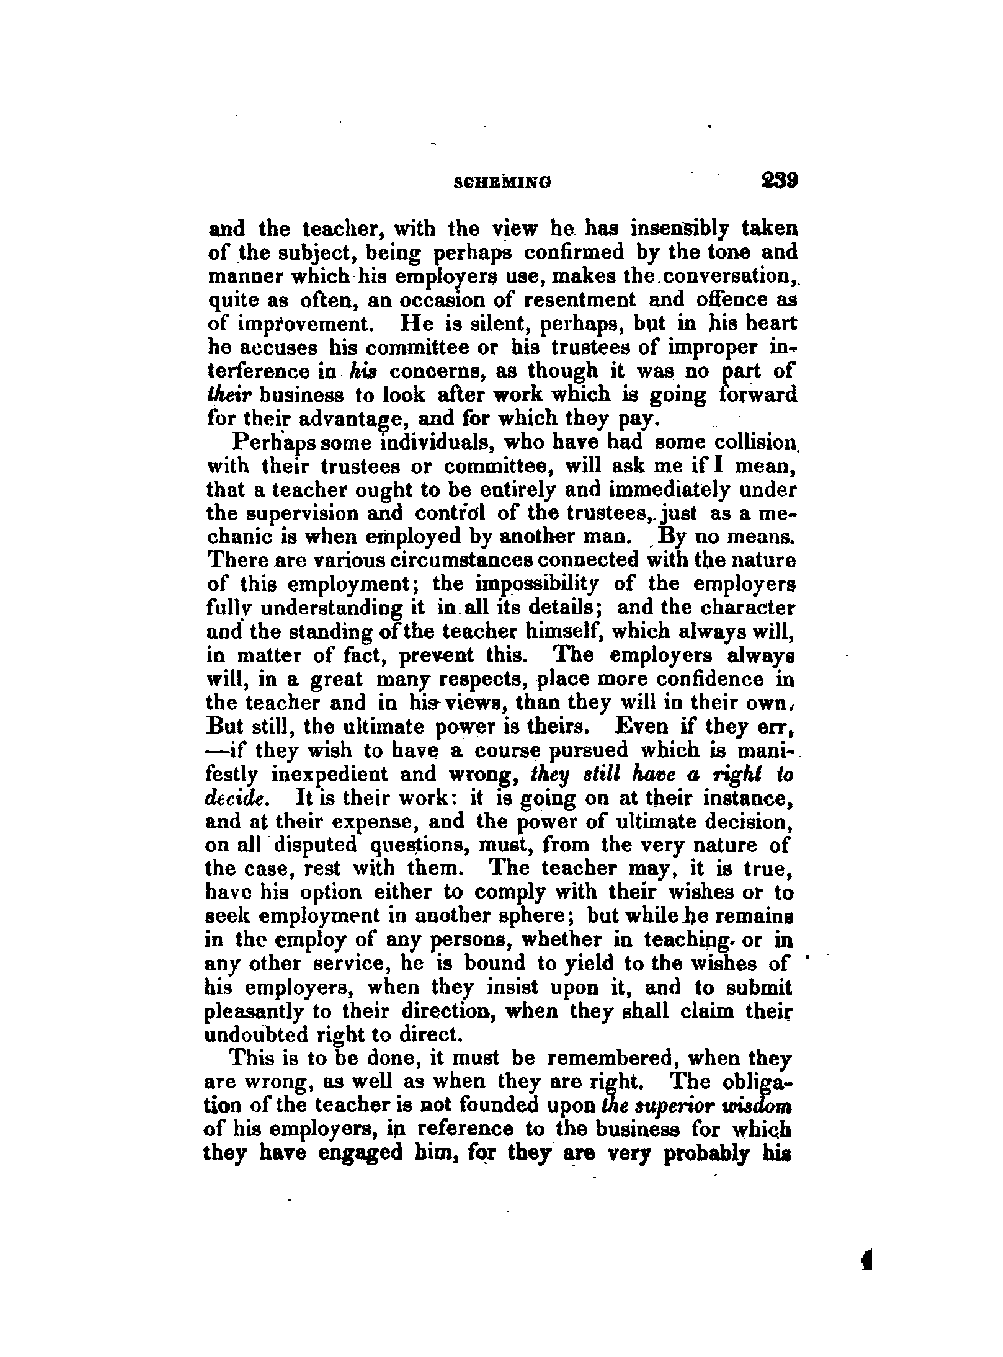 SCHEMING 239
and the teacher, with the view he has insensibly taken
of the subject, being perhaps confirmed by the tone and
manner which his employers use, makes the conversation,
quite as often, an occasion of resentment and offence as
of improvement. He is silent, perhaps, but in his heart
he accuses his committee or his trustees of improper in-
terference in his concerns, as though it was no part of
their business to look after work which is going forward
for their advantage, and for which they pay.
Perhaps some individuals, who have had some collision
with their trustees or committee, will ask me if I mean,
that a teacher ought to be entirely and immediately under
the supervision and control of the trustees, just as a me-
chanic is when employed by another man. By no means.
There are various circumstances connected with the nature
of this employment; the impossibility of the employers
fully understanding it in all its details; and the character
and the standing of the teacher himself, which always will,
in matter of fact, prevent this. The employers always
will, in a great many respects, place more confidence in
the teacher and in his views, than they will in their own.
But still, the ultimate power is theirs. Even if they err,
—if they wish to have a course pursued which is mani-
festly inexpedient and wrong, they still have a right to
decide. It is their work: it is going on at their instance,
and at their expense, and the power of ultimate decision,
on all disputed questions, must, from the very nature of
the case, rest with them. The teacher may, it is true,
have his option either to comply with their wishes or to
seek employment in another sphere; but while he remains
in the employ of any persons, whether in teaching or in
any other service, he is bound to yield to the wishes of
his employers, when they insist upon it, and to submit
pleasantly to their direction, when they shall claim their
undoubted right to direct.
This is to be done, it must be remembered, when they
are wrong, as well as when they are right. The obliga-
tion of the teacher is not founded upon the superior wisdom
of his employers, in reference to the business for which
they have engaged him, for they are very probably his